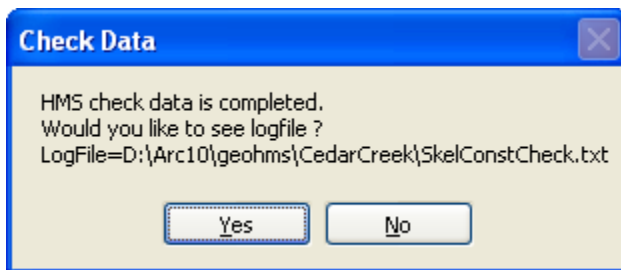 Check Data
HMS check data is completed.
Would you like to see logfile ?
LogFile=D:\Arc10\geohms\CedarCreek\SkelConstCheck.txt
Yes
No